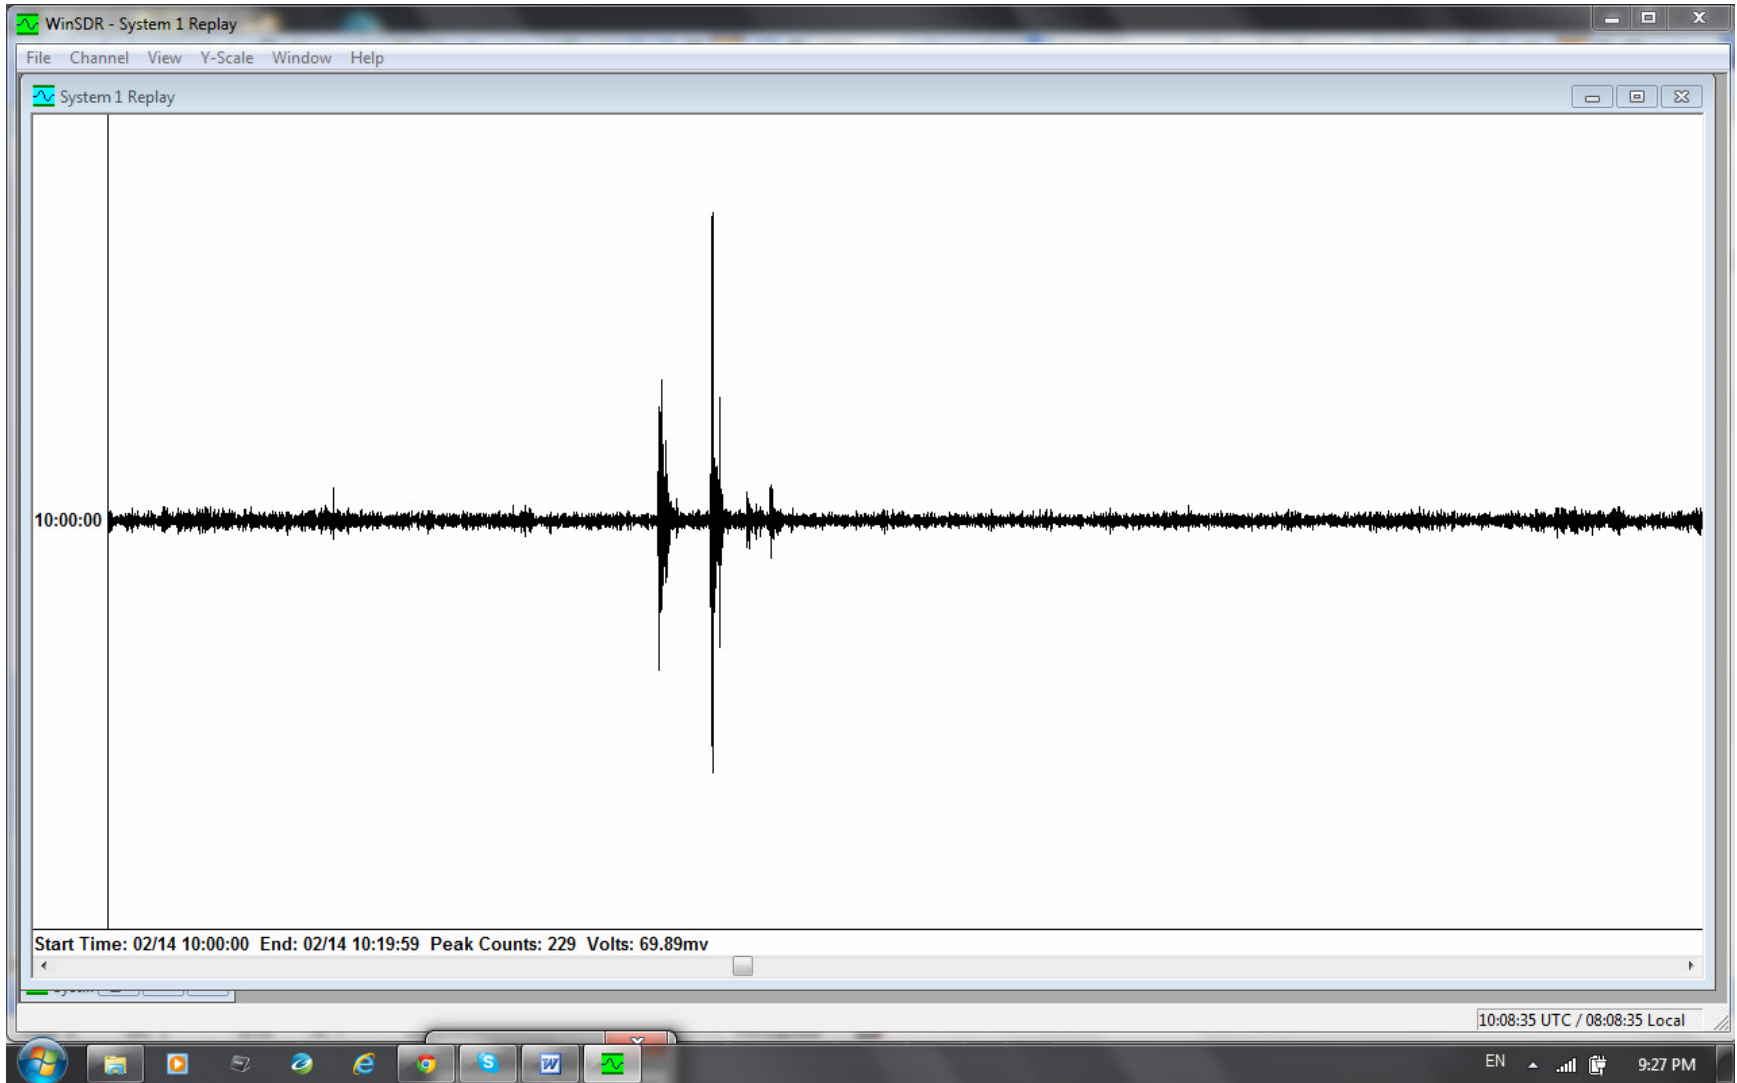 WinSDR - System 1 Replay
File Channel View Y-Scale Window Help
System 1 Replay
10:00:00
Start Time: 02/14 10:00:00 End: 02/14 10:19:59 Peak Counts: 229 Volts: 69.89mv
10:08:35 UTC / 08:08:35 Local
EN 9:27 PM